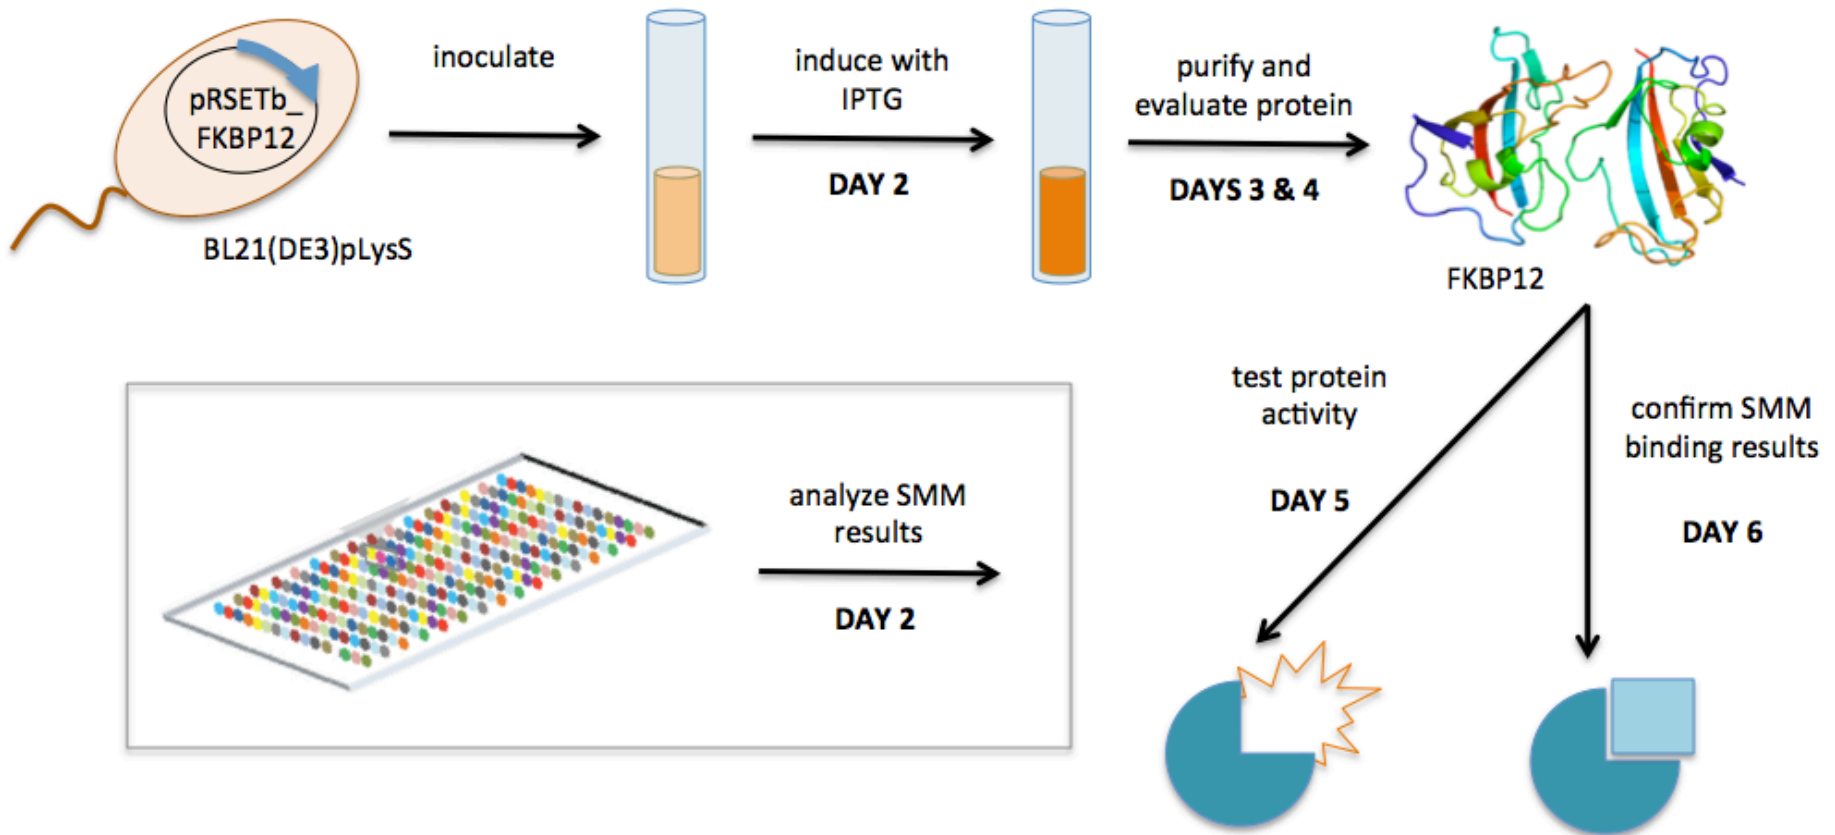 pRSETb_
FKBP12
BL21(DE3)pLysS
inoculate
induce with
IPTG
DAY 2
purify and
evaluate protein
DAYS 3 & 4
FKBP12
test protein
activity
DAY 5
confirm SMM
binding results
DAY 6
analyze SMM
results
DAY 2